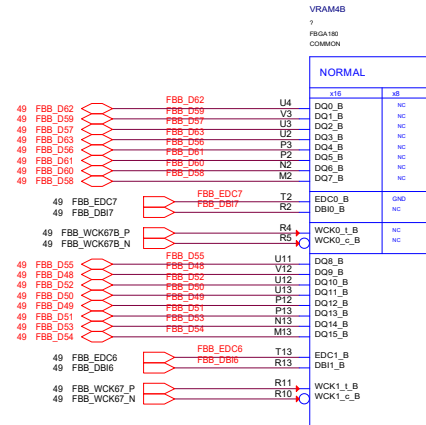 VRAM4B
?
FBGA180
COMMON
NORMAL
x16 x8
49 FBB_D62 FBB_D62 U4 DQ0_B NC
49 FBB_D59 FBB_D59 V3 DQ1_B NC
49 FBB_D57 FBB_D57 U3 DQ2_B NC
49 FBB_D63 FBB_D63 U2 DQ3_B NC
49 FBB_D56 FBB_D56 P3 DQ4_B NC
49 FBB_D61 FBB_D61 P2 DQ5_B NC
49 FBB_D60 FBB_D60 N2 DQ6_B NC
49 FBB_D58 FBB_D58 M2 DQ7_B NC
49 FBB_EDC7 FBB_EDC7 T2 EDC0_B GND
49 FBB_DBI7 FBB_DBI7 R2 DBI0_B NC
49 FBB_WCK67B_P R4 WCK0_t_B NC
49 FBB_WCK67B_N R5 WCK0_c_B NC
49 FBB_D55 FBB_D55 U11 DQ8_B
49 FBB_D48 FBB_D48 V12 DQ9_B
49 FBB_D52 FBB_D52 U12 DQ10_B
49 FBB_D50 FBB_D50 U13 DQ11_B
49 FBB_D49 FBB_D49 P12 DQ12_B
49 FBB_D51 FBB_D51 P13 DQ13_B
49 FBB_D53 FBB_D53 N13 DQ14_B
49 FBB_D54 FBB_D54 M13 DQ15_B
49 FBB_EDC6 FBB_EDC6 T13 EDC1_B
49 FBB_DBI6 FBB_DBI6 R13 DBI1_B
49 FBB_WCK67_P R11 WCK1_t_B
49 FBB_WCK67_N R10 WCK1_c_B